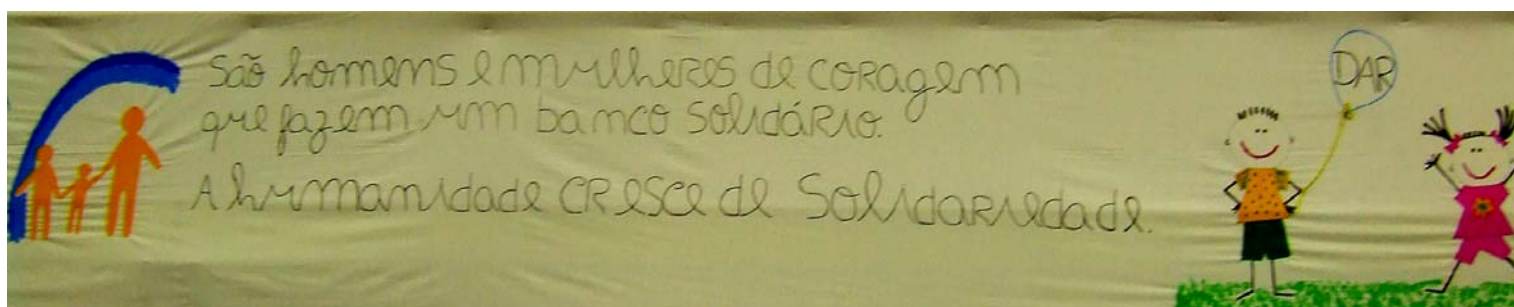 São homens e mulheres de coragem
que fazem um banco solidário.
A humanidade cresce de Solidariedade.
DAR